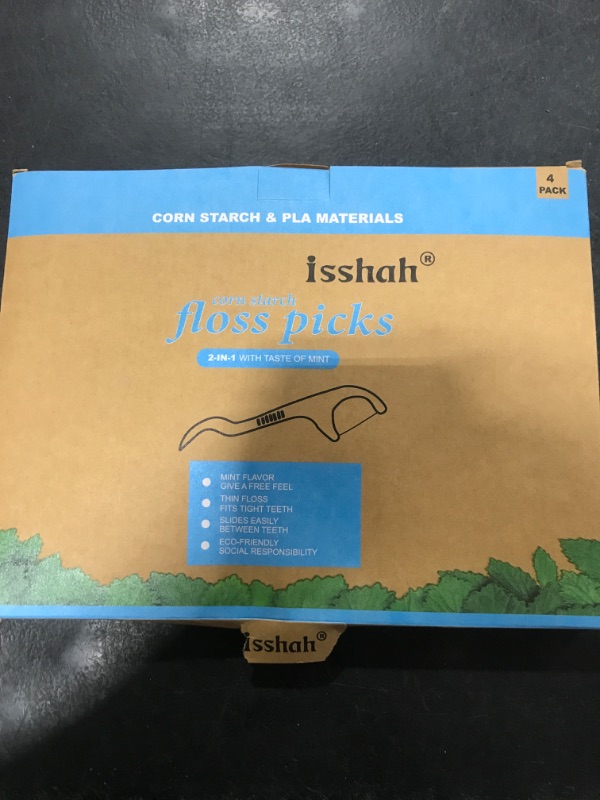 4
PACK
CORN STARCH & PLA MATERIALS
isshah®
corn starch
floss picks
2-IN-1 WITH TASTE OF MINT
MINT FLAVOR
GIVE A FREE FEEL
THIN FLOSS
FITS TIGHT TEETH
SLIDES EASILY
BETWEEN TEETH
ECO-FRIENDLY
SOCIAL RESPONSIBILITY
isshah®